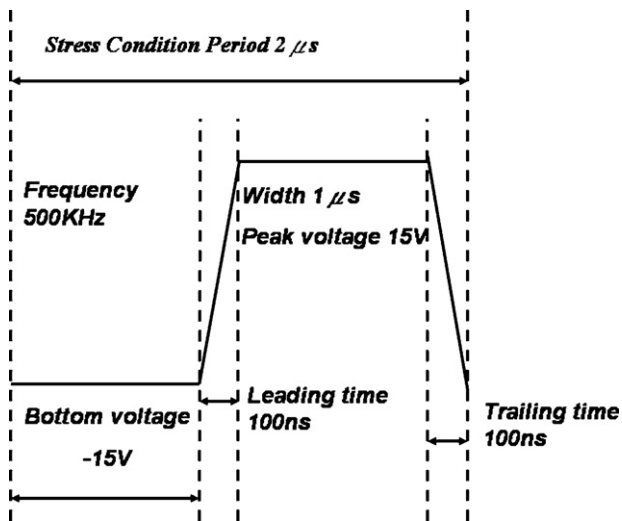 Stress Condition Period 2 μs
Frequency
500KHz
Width 1 μs
Peak voltage 15V
Leading time
100ns
Bottom voltage
-15V
Trailing time
100ns